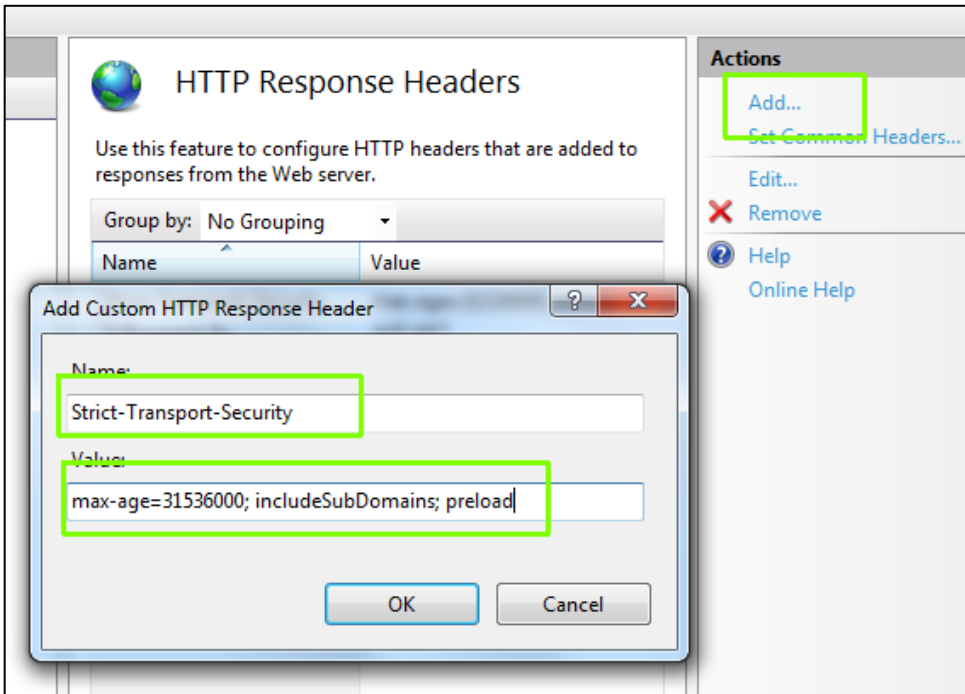 HTTP Response Headers
Use this feature to configure HTTP headers that are added to
responses from the Web server.
Group by: No Grouping
Name Value
Add Custom HTTP Response Header
Name:
Strict-Transport-Security
Value:
max-age=31536000; includeSubDomains; preload
OK Cancel
Actions
Add...
Set Common Headers...
Edit...
Remove
Help
Online Help